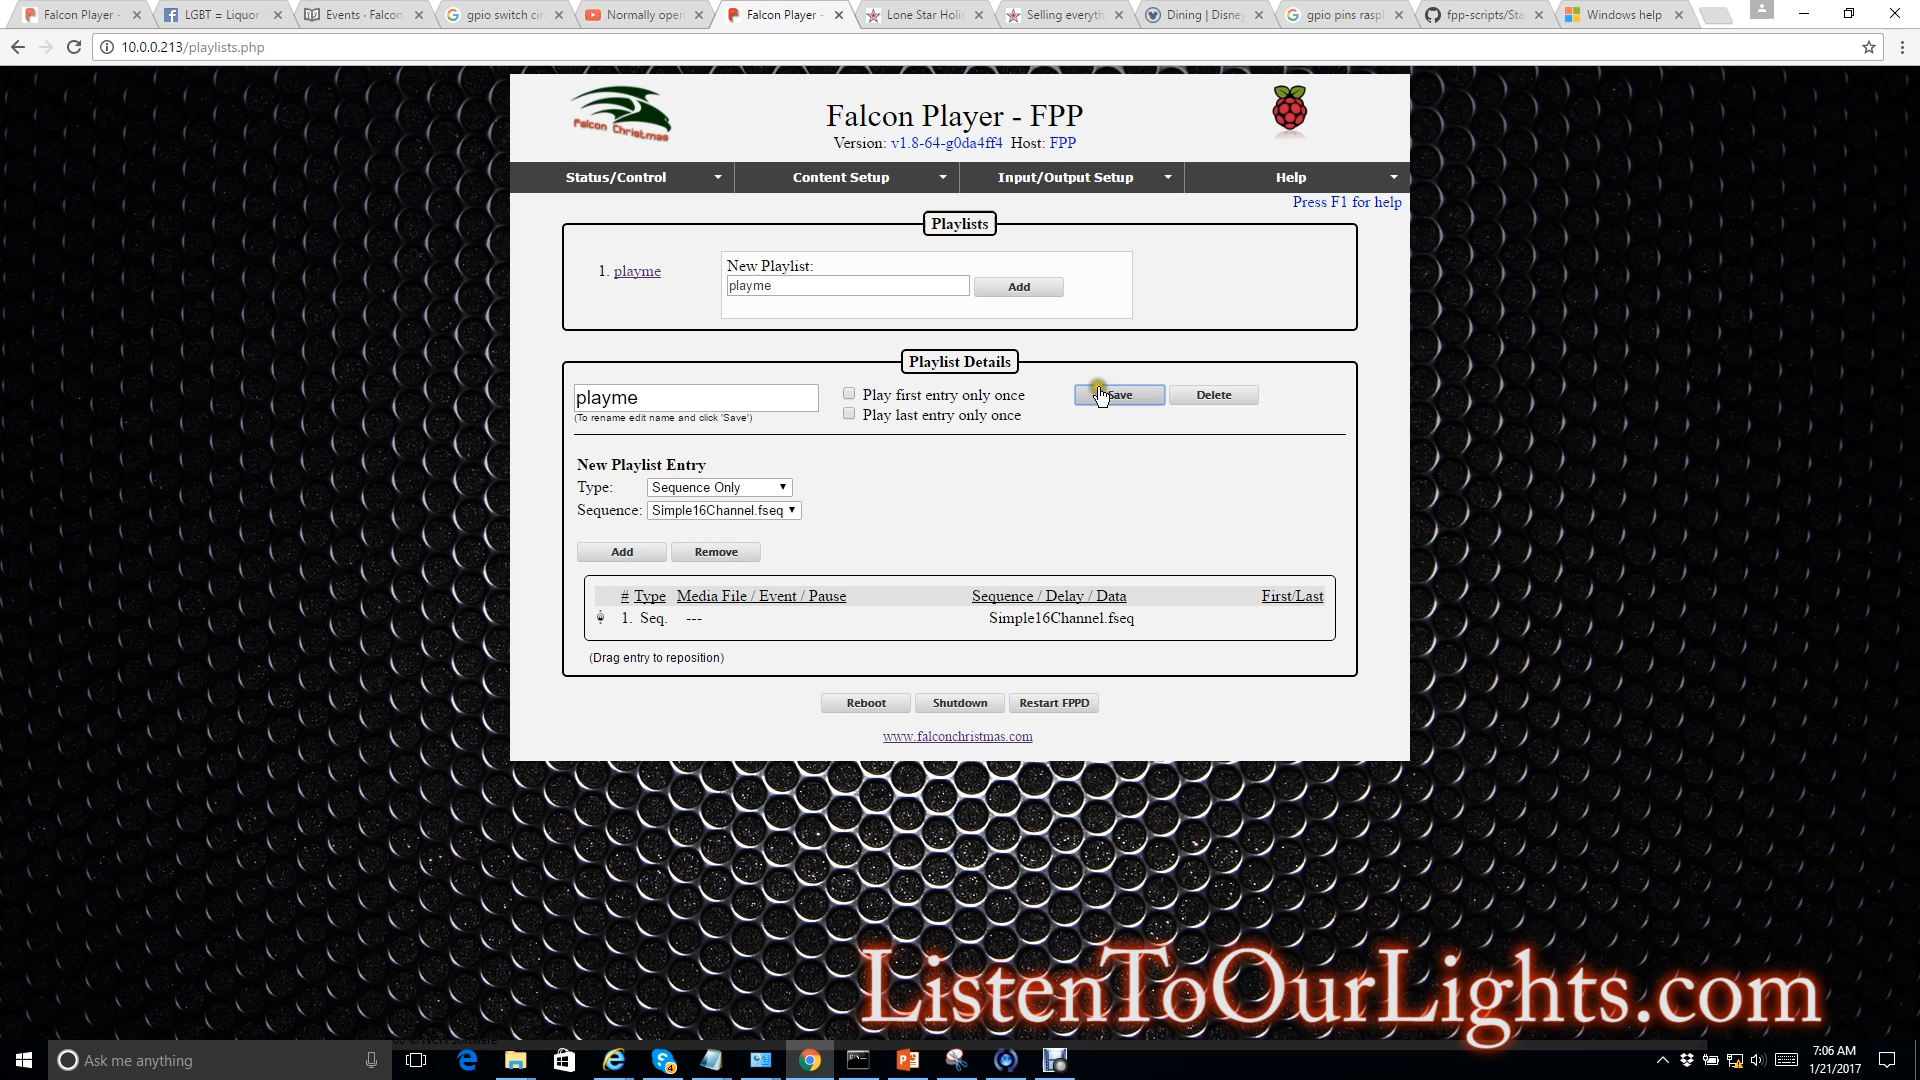 Falcon Player -
LGBT = Liquor
Events · Falcon
gpio switch cir
Normally open
Falcon Player -
Lone Star Holid
Selling everyth
Dining | Disney
gpio pins raspl
fpp-scripts/Sta
Windows help
10.0.0.213/playlists.php
Falcon Christmas
Falcon Player - FPP
Version: v1.8-64-g0da4ff4 Host: FPP
Status/Control
Content Setup
Input/Output Setup
Help
Press F1 for help
Playlists
1. playme
New Playlist:
playme
Add
Playlist Details
playme
(To rename edit name and click 'Save')
Play first entry only once
Play last entry only once
Save
Delete
New Playlist Entry
Type: Sequence Only
Sequence: Simple16Channel.fseq
Add Remove
# Type Media File / Event / Pause Sequence / Delay / Data First/Last
1. Seq. --- Simple16Channel.fseq
(Drag entry to reposition)
Reboot Shutdown Restart FPPD
www.falconchristmas.com
ListenToOurLights.com
Ask me anything
4
7:06 AM
1/21/2017